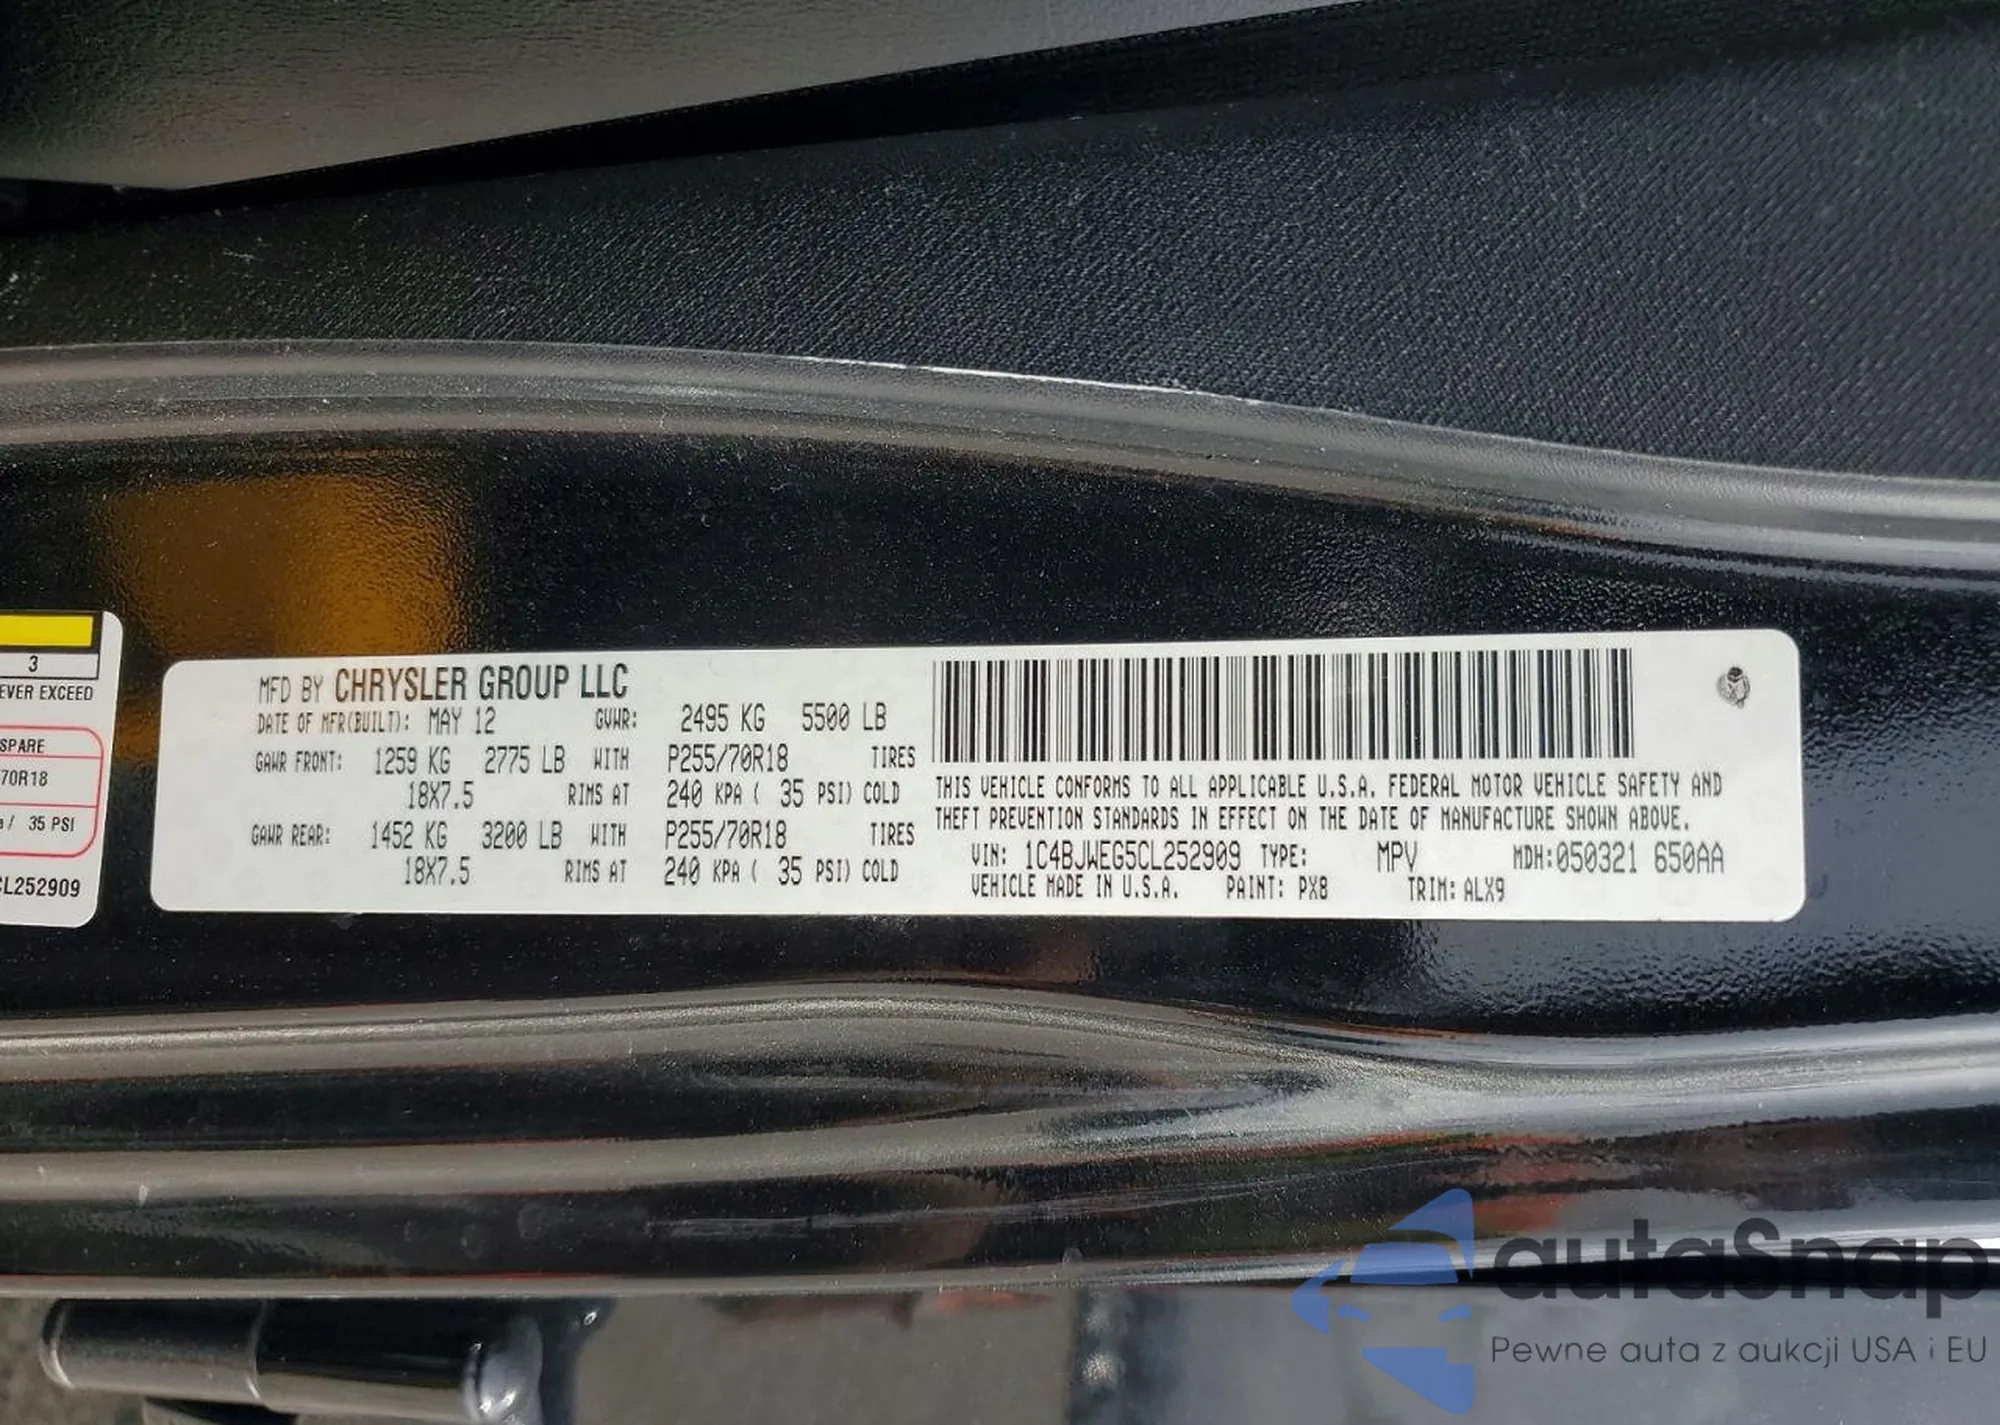 3
EVER EXCEED
SPARE
70R18
a / 35 PSI
CL252909
MFD BY CHRYSLER GROUP LLC
DATE OF MFR(BUILT): MAY 12 GVWR: 2495 KG 5500 LB
GAWR FRONT: 1259 KG 2775 LB WITH P255/70R18 TIRES
18X7.5 RIMS AT 240 KPA ( 35 PSI) COLD
GAWR REAR: 1452 KG 3200 LB WITH P255/70R18 TIRES
18X7.5 RIMS AT 240 KPA ( 35 PSI) COLD
THIS VEHICLE CONFORMS TO ALL APPLICABLE U.S.A. FEDERAL MOTOR VEHICLE SAFETY AND
THEFT PREVENTION STANDARDS IN EFFECT ON THE DATE OF MANUFACTURE SHOWN ABOVE.
VIN: 1C4BJWEG5CL252909 TYPE: MPV MDH:050321 650AA
VEHICLE MADE IN U.S.A. PAINT: PX8 TRIM: ALX9
autaSnap
Pewne auta z aukcji USA i EU